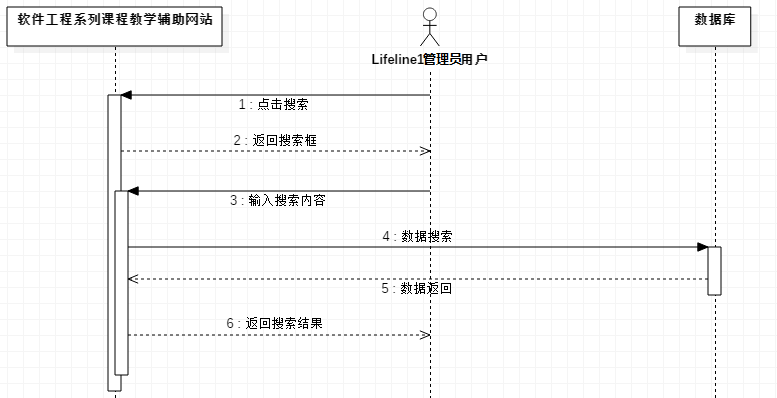 软件工程系列课程教学辅助网站
Lifeline1管理员用户
数据库
1 : 点击搜索
2 : 返回搜索框
3 : 输入搜索内容
4 : 数据搜索
5 : 数据返回
6 : 返回搜索结果